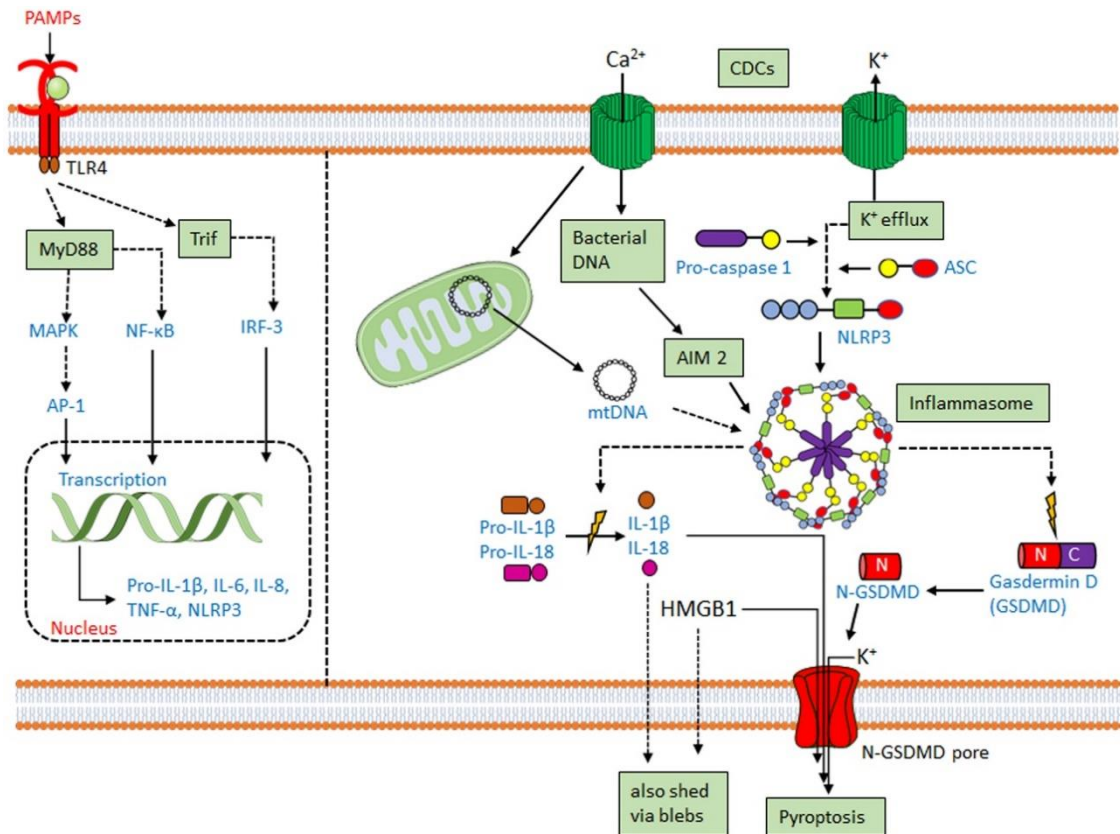 PAMPs
TLR4
MyD88
Trif
MAPK
NF-κB
IRF-3
AP-1
Transcription
Pro-IL-1β, IL-6, IL-8,
TNF-α, NLRP3
Nucleus
Ca²⁺
CDCs
K⁺
K⁺ efflux
Bacterial
DNA
Pro-caspase 1
ASC
NLRP3
AIM 2
mtDNA
Inflammasome
Pro-IL-1β
Pro-IL-18
IL-1β
IL-18
N
N-GSDMD
N C
Gasdermin D
(GSDMD)
HMGB1
K⁺
N-GSDMD pore
also shed
via blebs
Pyroptosis